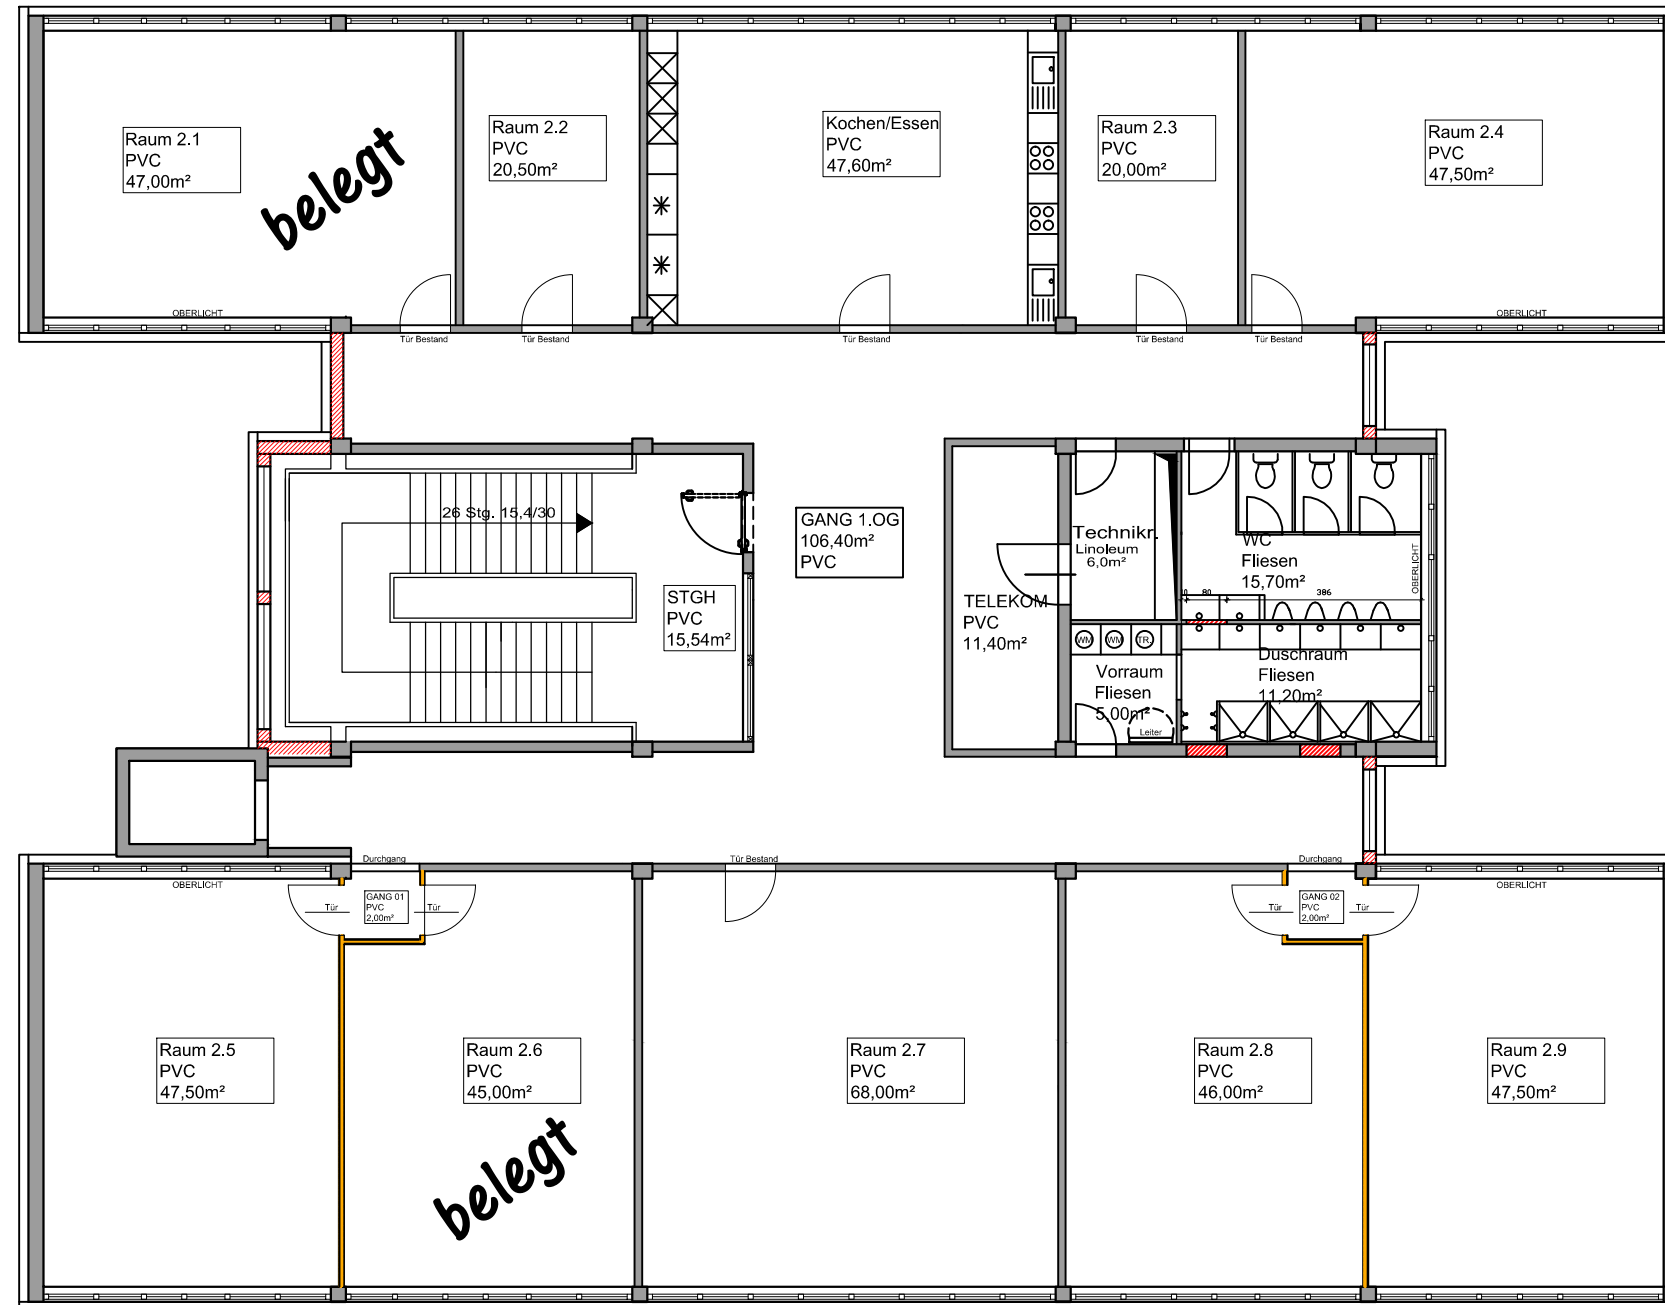 Raum 2.1
PVC
47,00m²
belegt
Raum 2.2
PVC
20,50m²
Kochen/Essen
PVC
47,60m²
Raum 2.3
PVC
20,00m²
Raum 2.4
PVC
47,50m²
OBERLICHT
OBERLICHT
Tür Bestand
Tür Bestand
Tür Bestand
Tür Bestand
Tür Bestand
26 Stg. 15,4/30
STGH
PVC
15,54m²
GANG 1.OG
106,40m²
PVC
TELEKOM
PVC
11,40m²
Technikr.
Linoleum
6,0m²
WC
Fliesen
15,70m²
OBERLICHT
80
386
WM
WM
TR.
Vorraum
Fliesen
5,00m²
Leiter
Duschraum
Fliesen
11,20m²
Durchgang
Tür Bestand
Durchgang
OBERLICHT
OBERLICHT
Tür
GANG 01
PVC
2,00m²
Tür
Tür
GANG 02
PVC
2,00m²
Tür
Raum 2.5
PVC
47,50m²
Raum 2.6
PVC
45,00m²
belegt
Raum 2.7
PVC
68,00m²
Raum 2.8
PVC
46,00m²
Raum 2.9
PVC
47,50m²